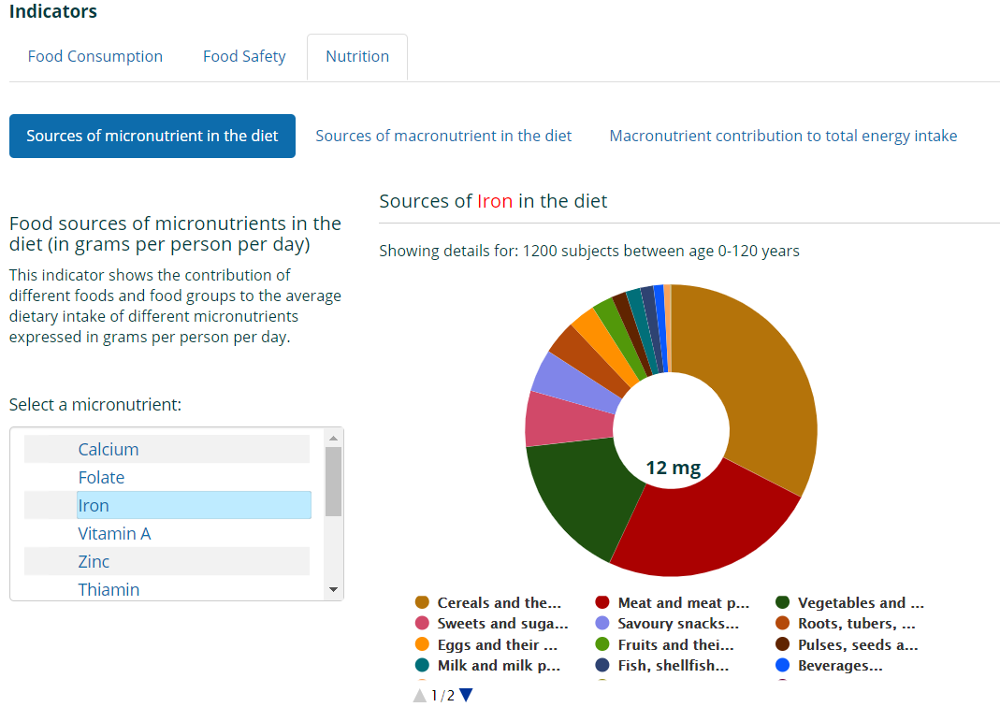 Indicators
Food Consumption Food Safety Nutrition
Sources of micronutrient in the diet Sources of macronutrient in the diet Macronutrient contribution to total energy intake
Sources of Iron in the diet
Food sources of micronutrients in the
diet (in grams per person per day)
Showing details for: 1200 subjects between age 0-120 years
This indicator shows the contribution of
different foods and food groups to the average
dietary intake of different micronutrients
expressed in grams per person per day.
Select a micronutrient:
Calcium
Folate
Iron
Vitamin A
Zinc
Thiamin
12 mg
Cereals and the... Meat and meat p... Vegetables and ...
Sweets and suga... Savoury snacks... Roots, tubers, ...
Eggs and their ... Fruits and thei... Pulses, seeds a...
Milk and milk p... Fish, shellfish... Beverages...
1/2